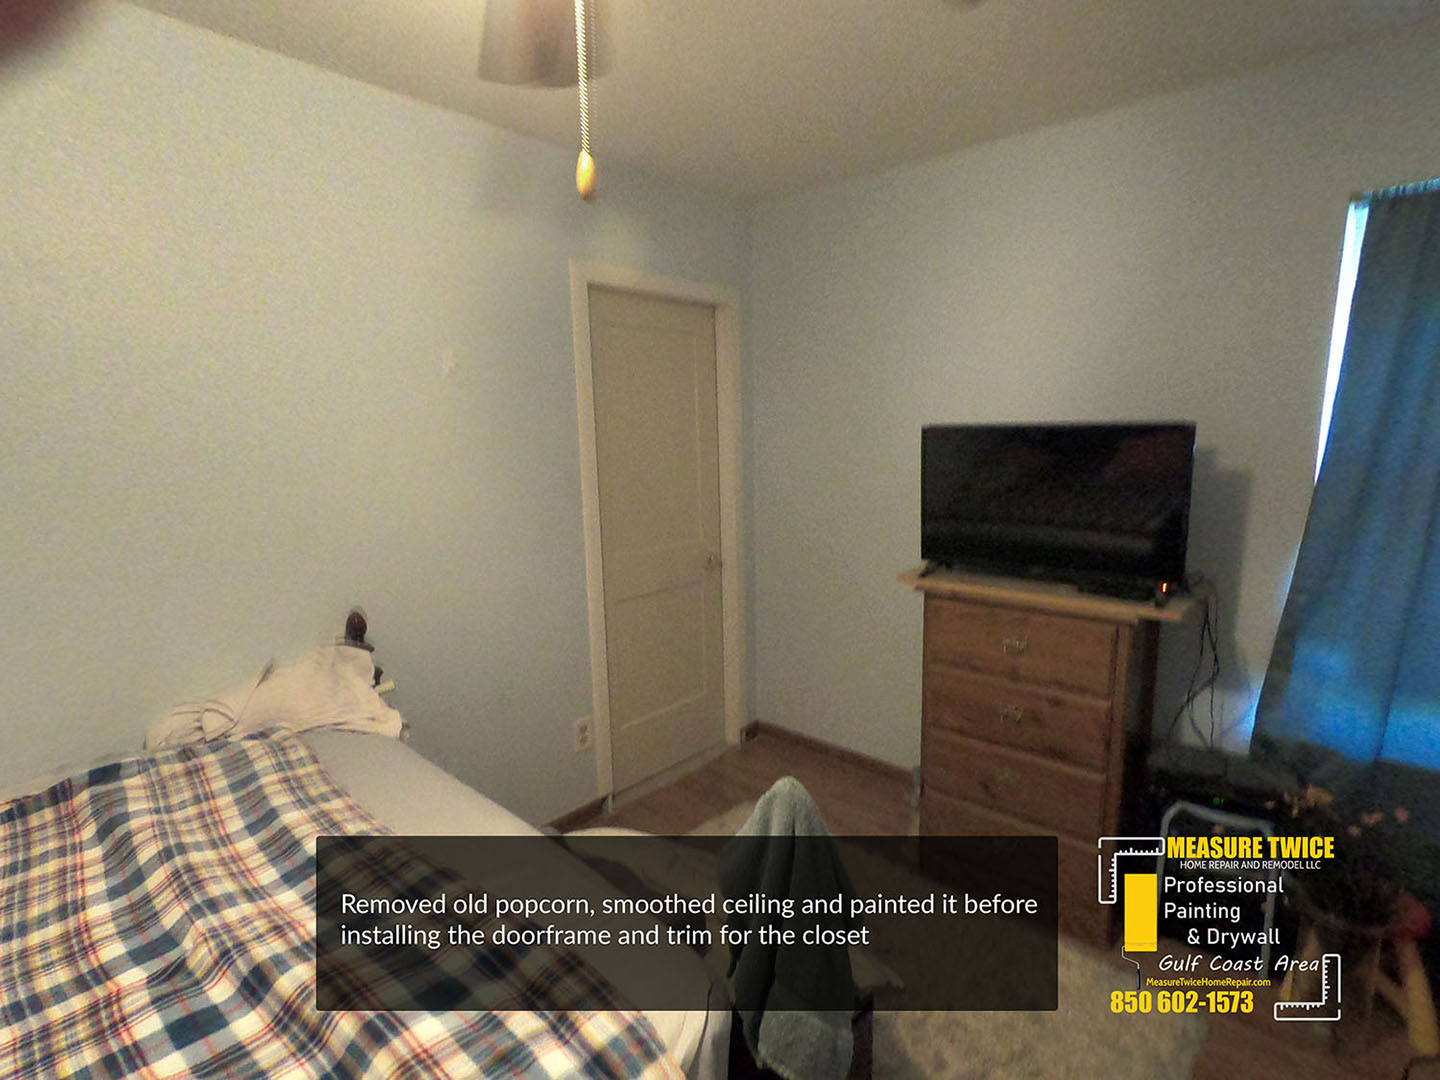 Removed old popcorn, smoothed ceiling and painted it before
installing the doorframe and trim for the closet
MEASURE TWICE
HOME REPAIR AND REMODEL LLC
Professional
Painting
& Drywall
Gulf Coast Area
MeasureTwiceHomeRepair.com
850 602-1573